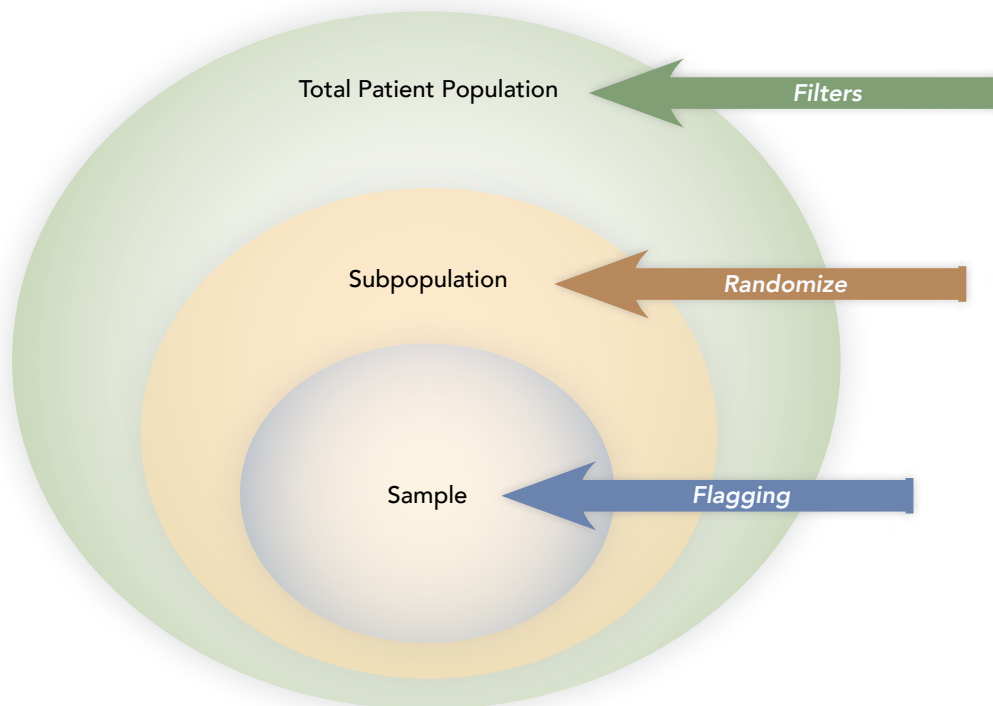 Total Patient Population
Filters
Subpopulation
Randomize
Sample
Flagging